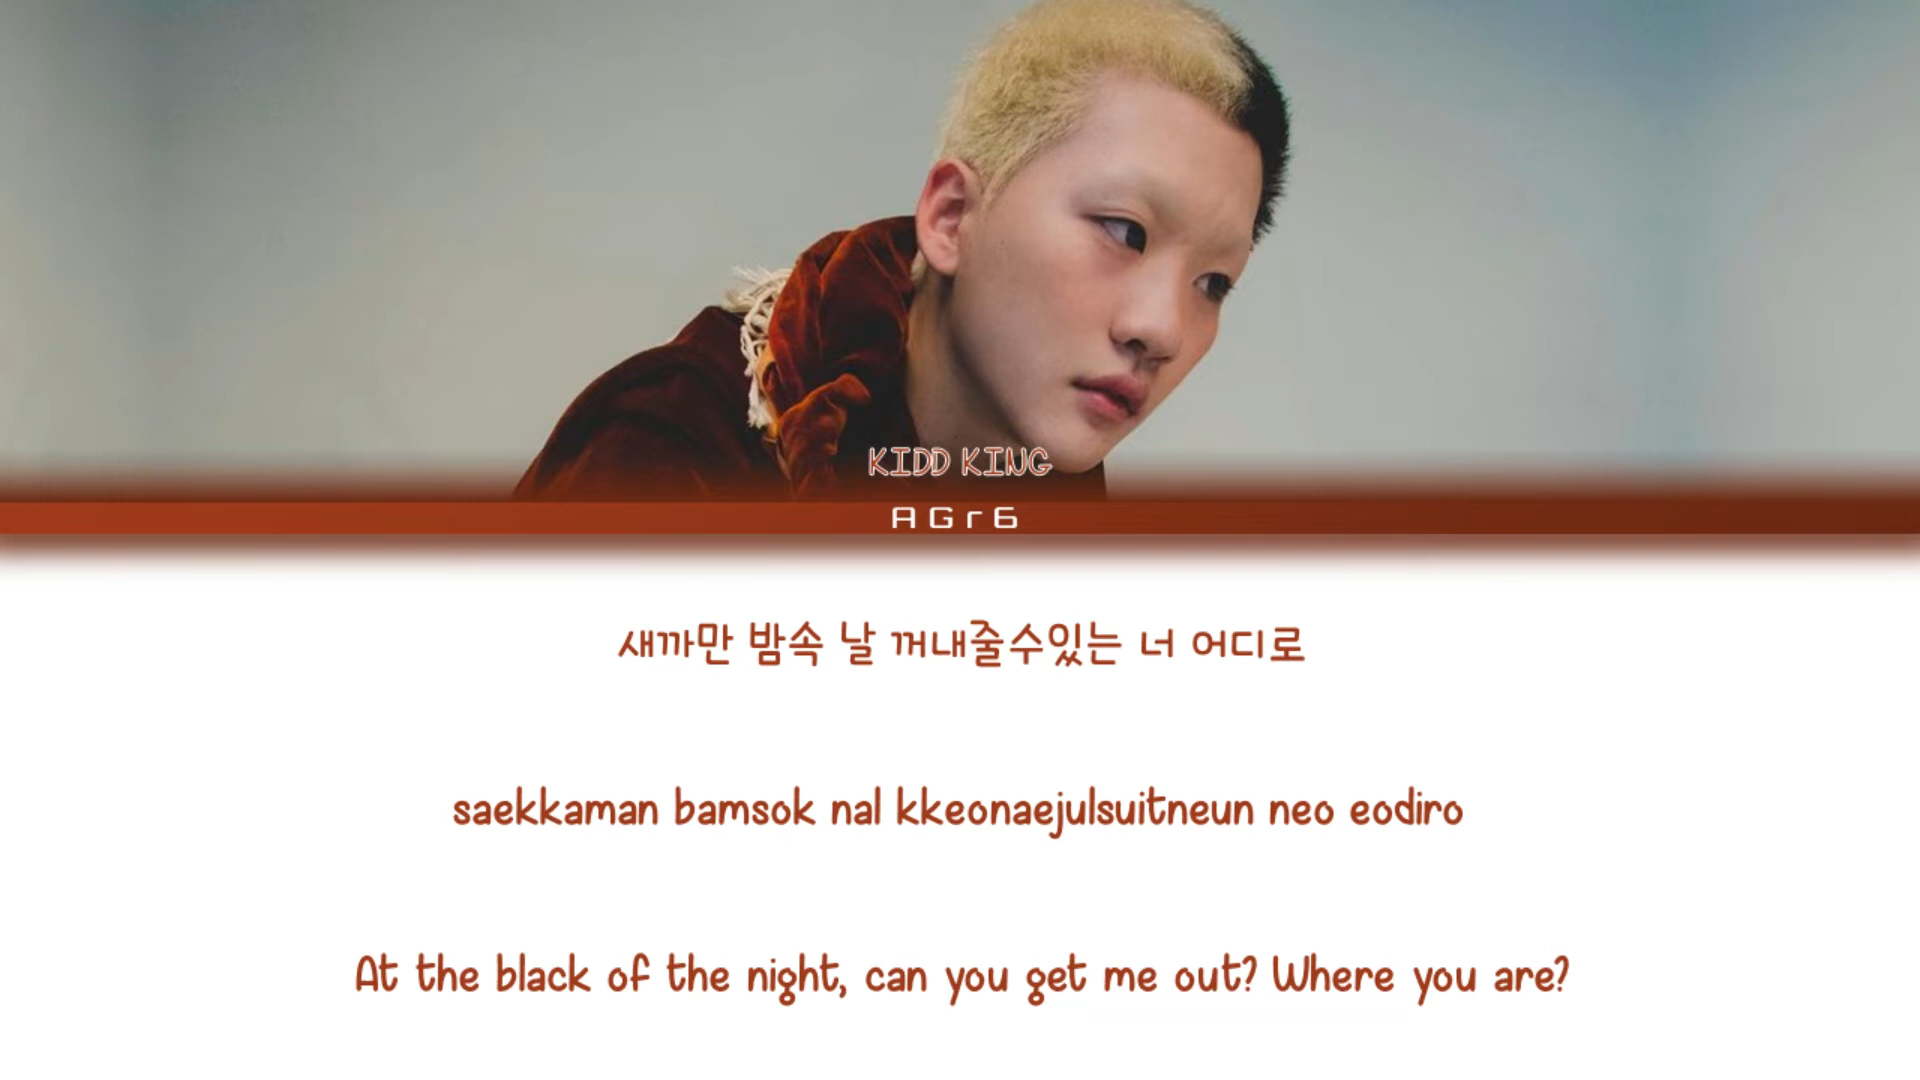 KIDD KING
AGr6
새까만 밤속 날 꺼내줄수있는 너 어디로
saekkaman bamsok nal kkeonaejulsuitneun neo eodiro
At the black of the night, can you get me out? Where you are?